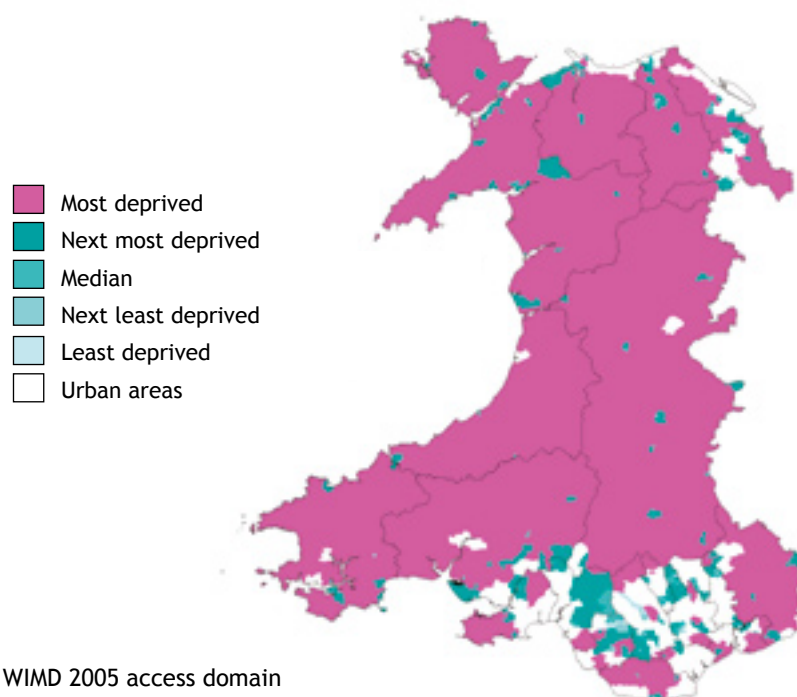 Most deprived
Next most deprived
Median
Next least deprived
Least deprived
Urban areas
WIMD 2005 access domain